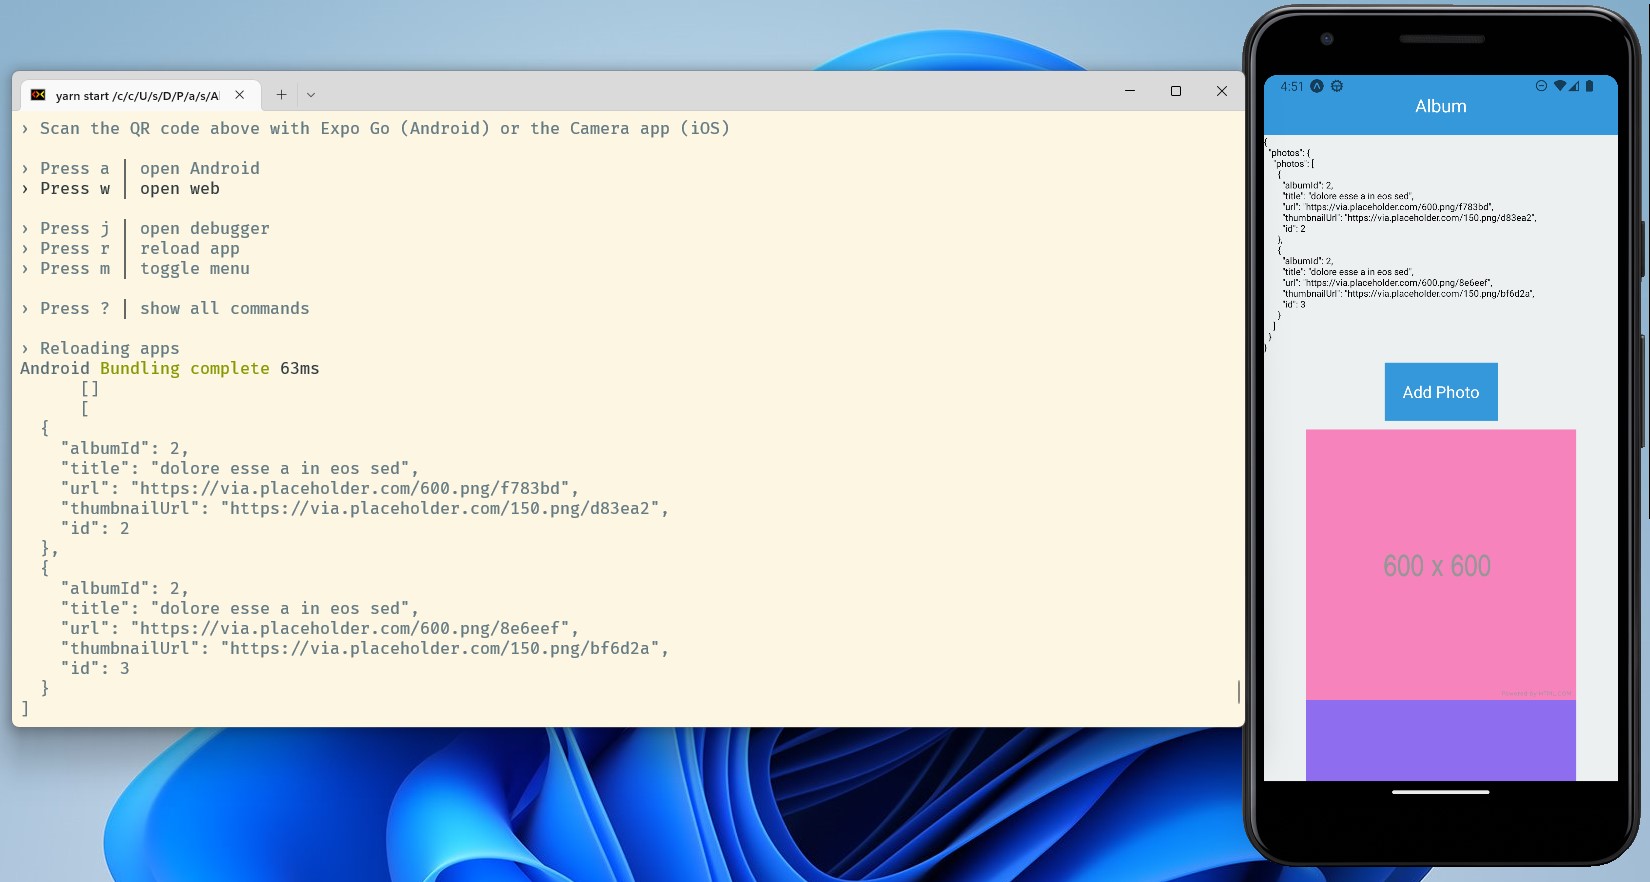 yarn start /c/c/U/s/D/P/a/s/Al
› Scan the QR code above with Expo Go (Android) or the Camera app (iOS)
› Press a │ open Android
› Press w │ open web
› Press j │ open debugger
› Press r │ reload app
› Press m │ toggle menu
› Press ? │ show all commands
› Reloading apps
Android Bundling complete 63ms
[]
[
{
"albumId": 2,
"title": "dolore esse a in eos sed",
"url": "https://via.placeholder.com/600.png/f783bd",
"thumbnailUrl": "https://via.placeholder.com/150.png/d83ea2",
"id": 2
},
{
"albumId": 2,
"title": "dolore esse a in eos sed",
"url": "https://via.placeholder.com/600.png/8e6eef",
"thumbnailUrl": "https://via.placeholder.com/150.png/bf6d2a",
"id": 3
}
]
4:51
Album
{
"photos": {
"photos": [
{
"albumId": 2,
"title": "dolore esse a in eos sed",
"url": "https://via.placeholder.com/600.png/f783bd",
"thumbnailUrl": "https://via.placeholder.com/150.png/d83ea2",
"id": 2
},
{
"albumId": 2,
"title": "dolore esse a in eos sed",
"url": "https://via.placeholder.com/600.png/8e6eef",
"thumbnailUrl": "https://via.placeholder.com/150.png/bf6d2a",
"id": 3
}
]
}
}
Add Photo
600 x 600